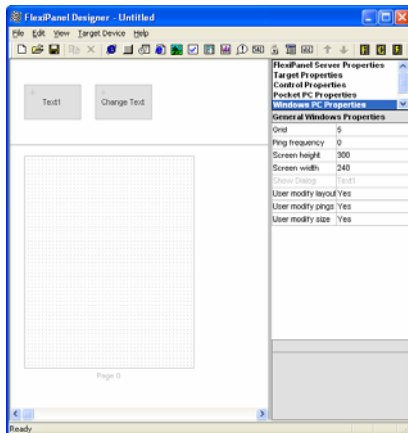 FlexiPanel Designer - Untitled
File Edit View Target Device Help
Text1 Change Text
FlexiPanel Server Properties
Target Properties
Control Properties
Pocket PC Properties
Windows PC Properties
General Windows Properties
Grid 5
Ping frequency 0
Screen height 300
Screen width 240
Show Dialog Text1
User modify layout Yes
User modify pings Yes
User modify size Yes
Page 0
Ready